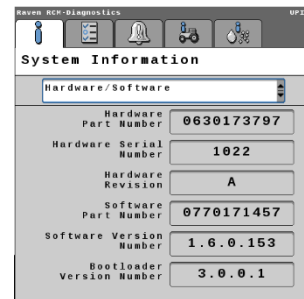 Raven RCM-Diagnostics UPI
System Information
Hardware/Software
Hardware
Part Number 0630173797
Hardware Serial
Number 1022
Hardware
Revision A
Software
Part Number 0770171457
Software Version
Number 1.6.0.153
Bootloader
Version Number 3.0.0.1